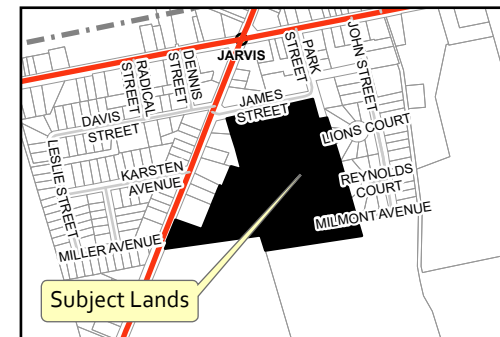 JARVIS
RADICAL
STREET
DENNIS
STREET
PARK
STREET
JOHN STREET
DAVIS
STREET
JAMES
STREET
LIONS COURT
LESLIE STREET
KARSTEN
AVENUE
REYNOLDS
COURT
MILLER AVENUE
MILMONT AVENUE
Subject Lands